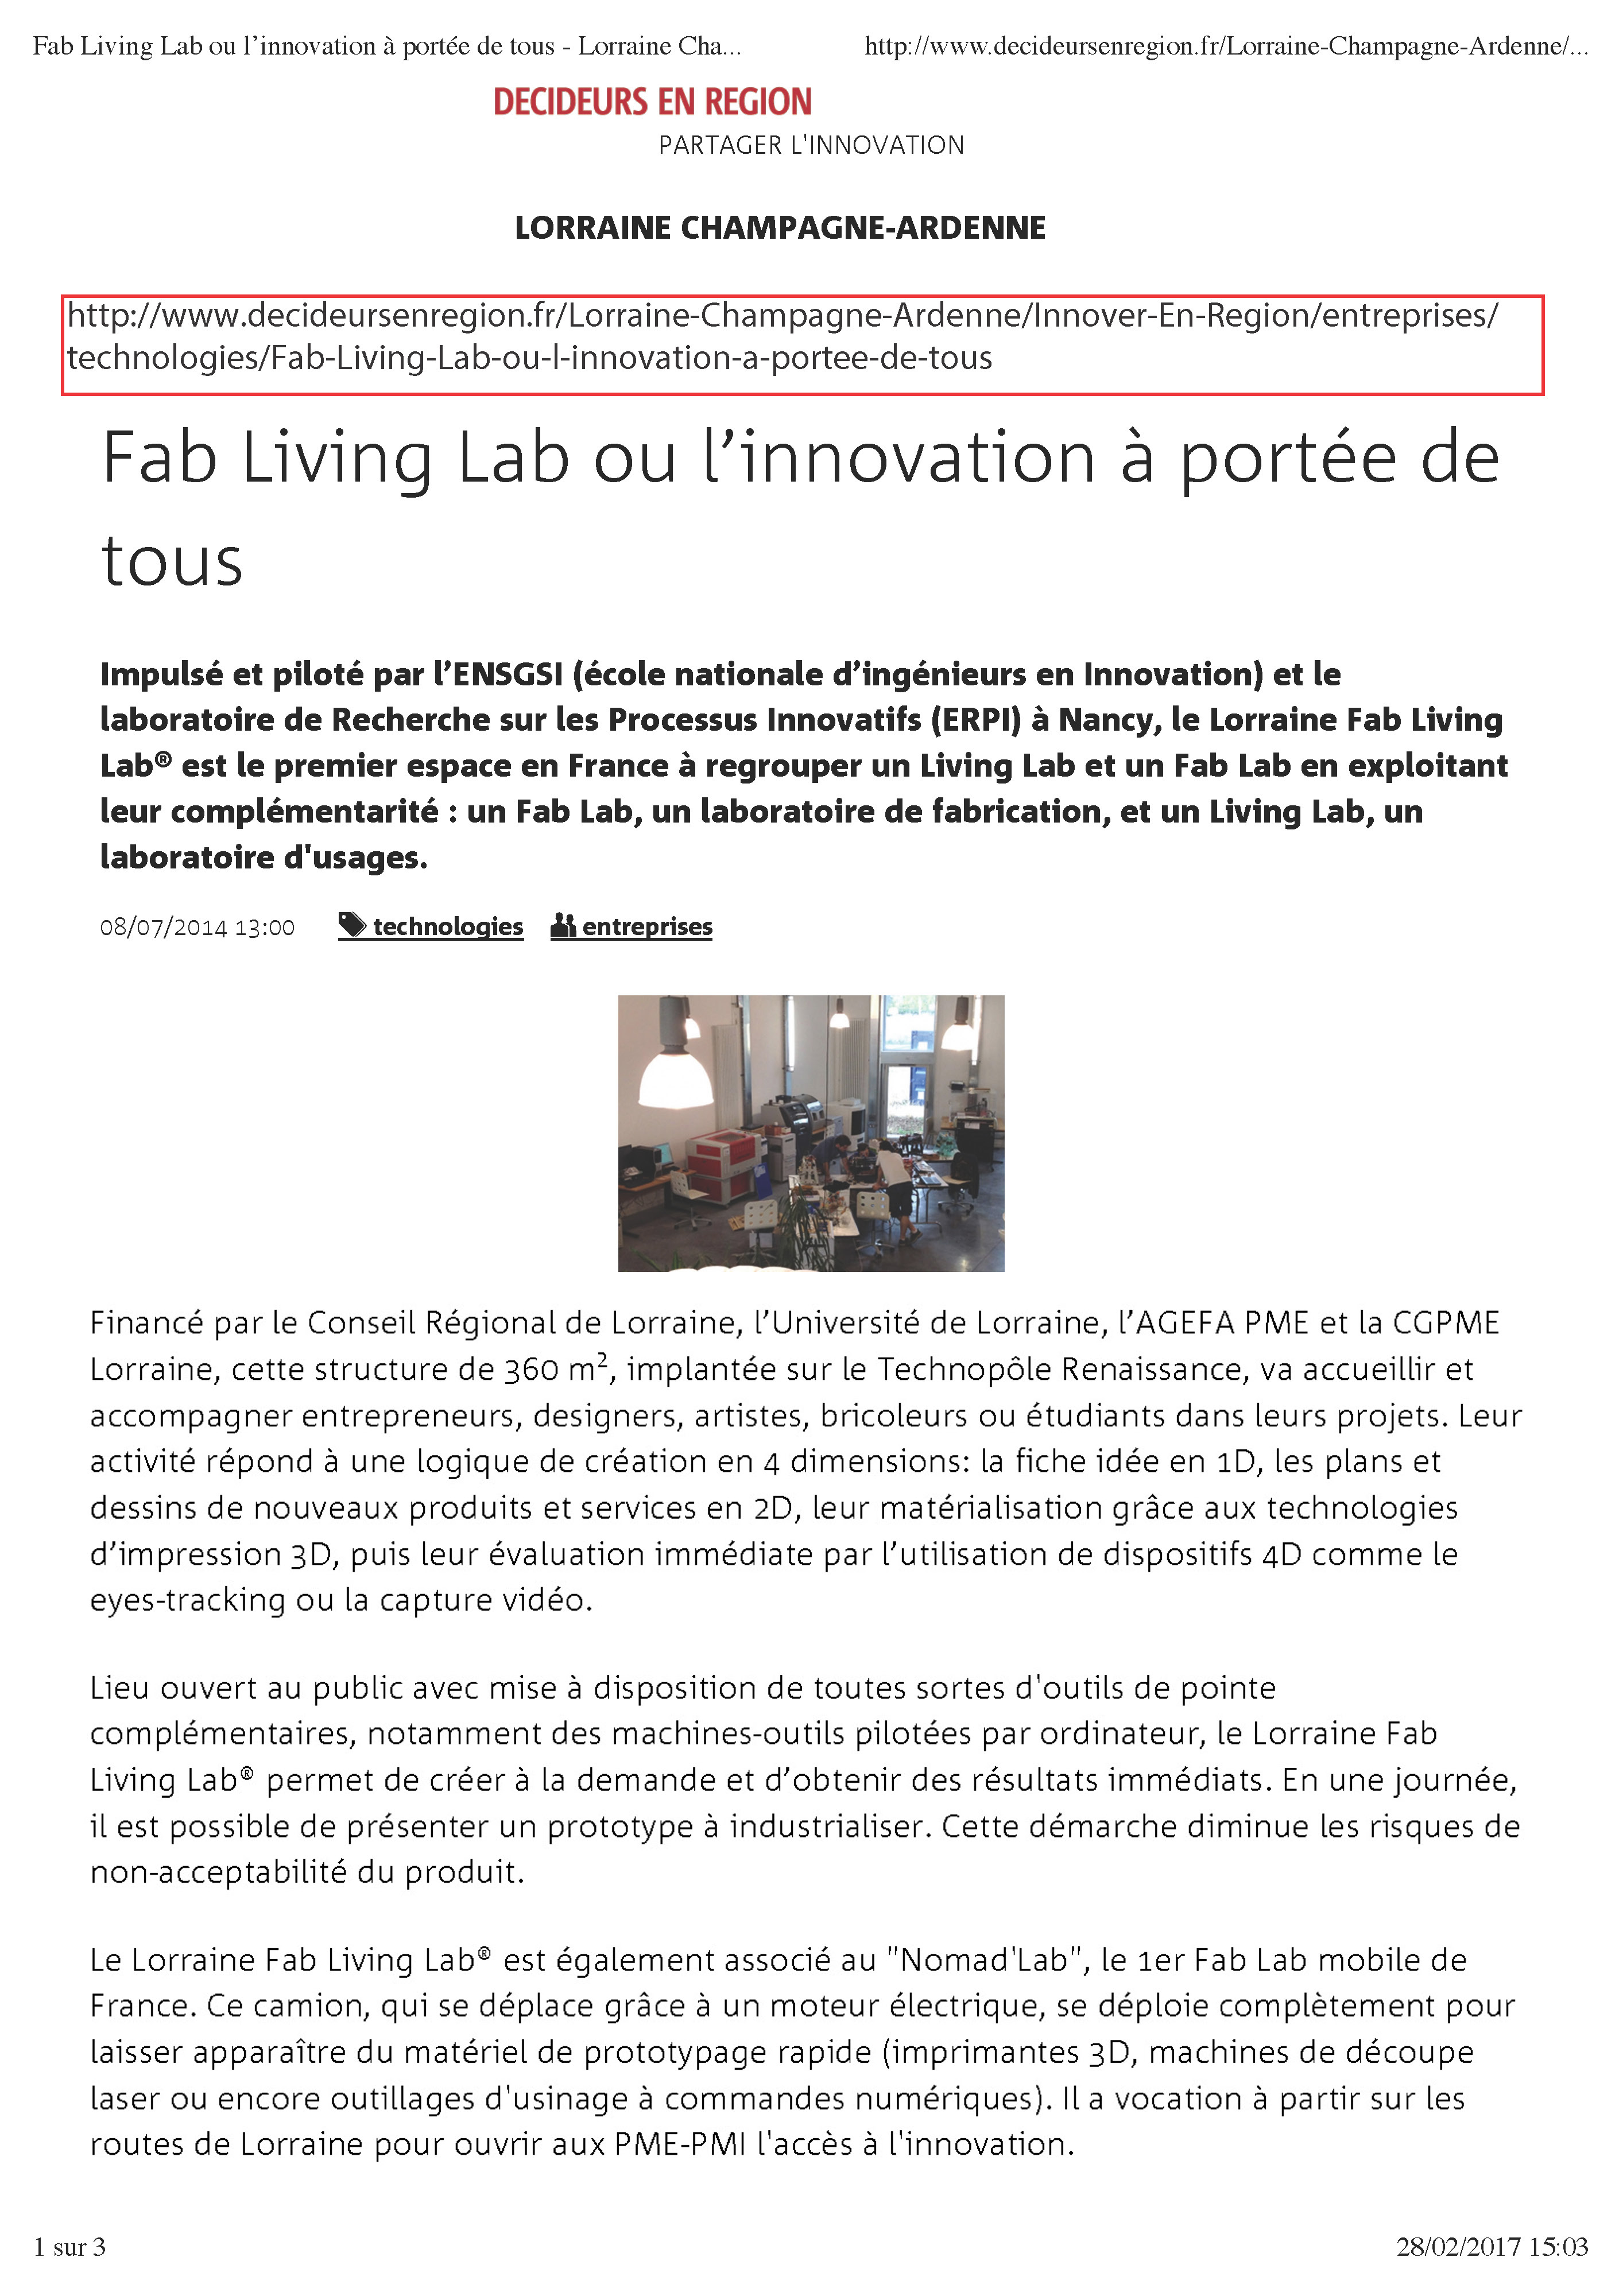 Fab Living Lab ou l’innovation à portée de tous - Lorraine Cha...
http://www.decideursenregion.fr/Lorraine-Champagne-Ardenne/...
DECIDEURS EN REGION
PARTAGER L'INNOVATION
LORRAINE CHAMPAGNE-ARDENNE
http://www.decideursenregion.fr/Lorraine-Champagne-Ardenne/Innover-En-Region/entreprises/
technologies/Fab-Living-Lab-ou-l-innovation-a-portee-de-tous
Fab Living Lab ou l’innovation à portée de
tous
Impulsé et piloté par l’ENSGSI (école nationale d’ingénieurs en Innovation) et le
laboratoire de Recherche sur les Processus Innovatifs (ERPI) à Nancy, le Lorraine Fab Living
Lab® est le premier espace en France à regrouper un Living Lab et un Fab Lab en exploitant
leur complémentarité : un Fab Lab, un laboratoire de fabrication, et un Living Lab, un
laboratoire d'usages.
08/07/2014 13:00 technologies entreprises
Financé par le Conseil Régional de Lorraine, l’Université de Lorraine, l’AGEFA PME et la CGPME
Lorraine, cette structure de 360 m², implantée sur le Technopôle Renaissance, va accueillir et
accompagner entrepreneurs, designers, artistes, bricoleurs ou étudiants dans leurs projets. Leur
activité répond à une logique de création en 4 dimensions: la fiche idée en 1D, les plans et
dessins de nouveaux produits et services en 2D, leur matérialisation grâce aux technologies
d’impression 3D, puis leur évaluation immédiate par l’utilisation de dispositifs 4D comme le
eyes-tracking ou la capture vidéo.
Lieu ouvert au public avec mise à disposition de toutes sortes d'outils de pointe
complémentaires, notamment des machines-outils pilotées par ordinateur, le Lorraine Fab
Living Lab® permet de créer à la demande et d’obtenir des résultats immédiats. En une journée,
il est possible de présenter un prototype à industrialiser. Cette démarche diminue les risques de
non-acceptabilité du produit.
Le Lorraine Fab Living Lab® est également associé au "Nomad'Lab", le 1er Fab Lab mobile de
France. Ce camion, qui se déplace grâce à un moteur électrique, se déploie complètement pour
laisser apparaître du matériel de prototypage rapide (imprimantes 3D, machines de découpe
laser ou encore outillages d'usinage à commandes numériques). Il a vocation à partir sur les
routes de Lorraine pour ouvrir aux PME-PMI l'accès à l'innovation.
1 sur 3
28/02/2017 15:03